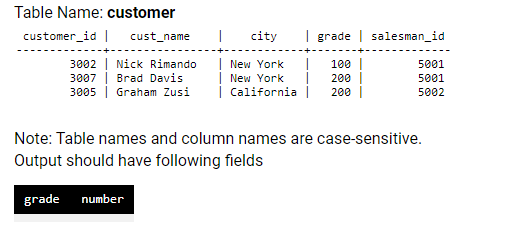 Table Name: customer
customer_id | cust_name | city | grade | salesman_id
-------------+----------------+------------+-------+-------------
3002 | Nick Rimando | New York | 100 | 5001
3007 | Brad Davis | New York | 200 | 5001
3005 | Graham Zusi | California | 200 | 5002
Note: Table names and column names are case-sensitive.
Output should have following fields
grade number